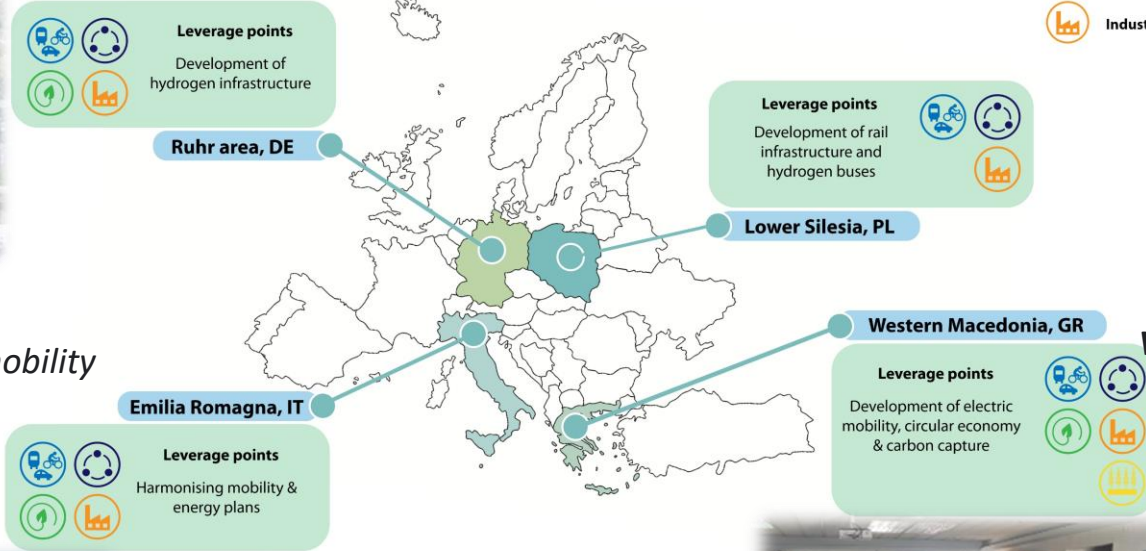 Leverage points
Development of
hydrogen infrastructure
Ruhr area, DE
Indust
Leverage points
Development of rail
infrastructure and
hydrogen buses
Lower Silesia, PL
Western Macedonia, GR
Leverage points
Development of electric
mobility, circular economy
& carbon capture
mobility
Emilia Romagna, IT
Leverage points
Harmonising mobility &
energy plans